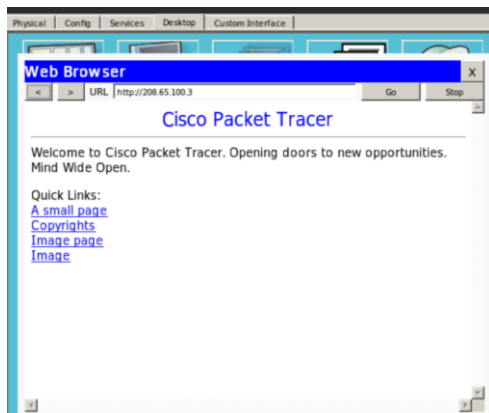 Physical Config Services Desktop Custom Interface
Web Browser X
< > URL http://208.65.100.3 Go Stop
Cisco Packet Tracer
Welcome to Cisco Packet Tracer. Opening doors to new opportunities.
Mind Wide Open.
Quick Links:
A small page
Copyrights
Image page
Image